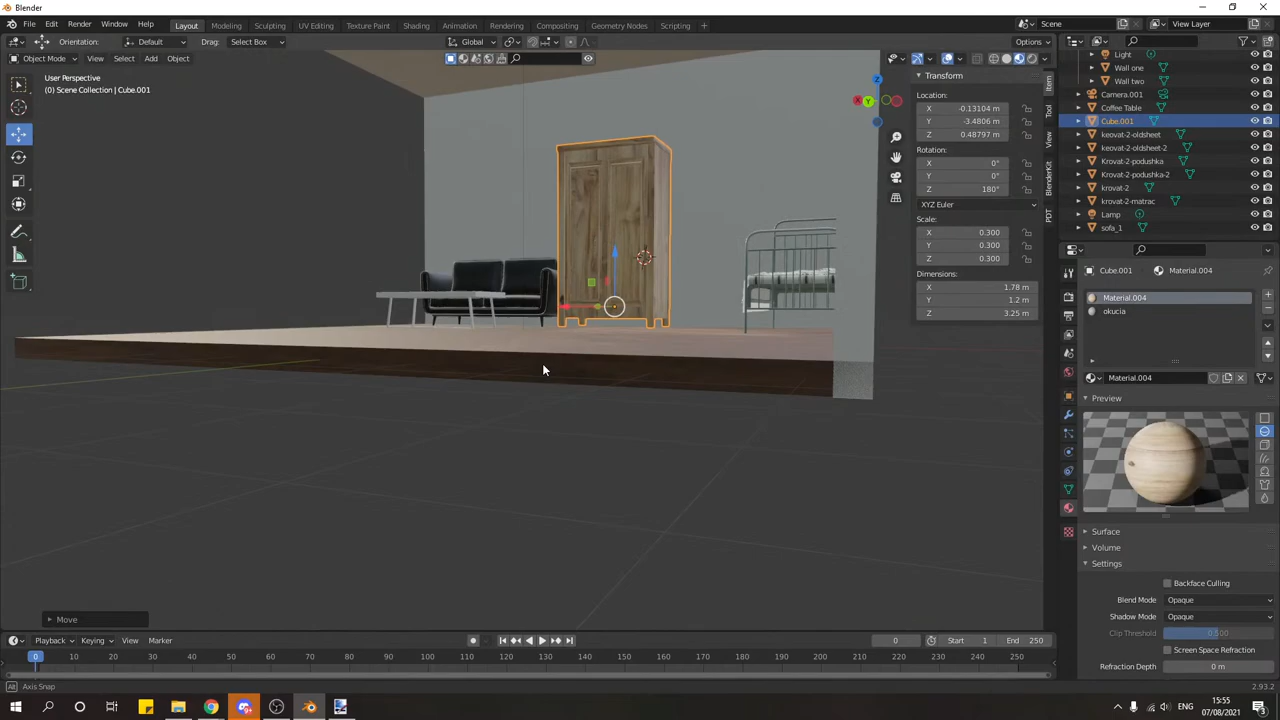 Blender
File Edit Render Window Help Layout Modeling Sculpting UV Editing Texture Paint Shading Animation Rendering Compositing Geometry Nodes Scripting + Scene View Layer
Orientation: Default Drag: Select Box Global Options
Object Mode View Select Add Object
User Perspective
(0) Scene Collection | Cube.001
Z
X
Y
Transform
Location:
X -0.13104 m
Y -3.4806 m
Z 0.48797 m
Rotation:
X 0°
Y 0°
Z 180°
XYZ Euler
Scale:
X 0.300
Y 0.300
Z 0.300
Dimensions:
X 1.78 m
Y 1.2 m
Z 3.25 m
Item
Tool
View
BlenderKit
PDT
Light
Wall one
Wall two
Camera.001
Coffee Table
Cube.001
keovat-2-oldsheet
keovat-2-oldsheet-2
Krovat-2-podushka
Krovat-2-podushka-2
krovat-2
krovat-2-matrac
Lamp
sofa_1
Cube.001 Material.004
Material.004
okucia
Material.004
Preview
Surface
Volume
Settings
Backface Culling
Blend Mode Opaque
Shadow Mode Opaque
Clip Threshold 0.500
Screen Space Refraction
Refraction Depth 0 m
Move
Playback Keying View Marker 0 Start 1 End 250
0 10 20 30 40 50 60 70 80 90 100 110 120 130 140 150 160 170 180 190 200 210 220 230 240 250
Axis Snap 2.93.2
ENG 15:55
07/08/2021
3